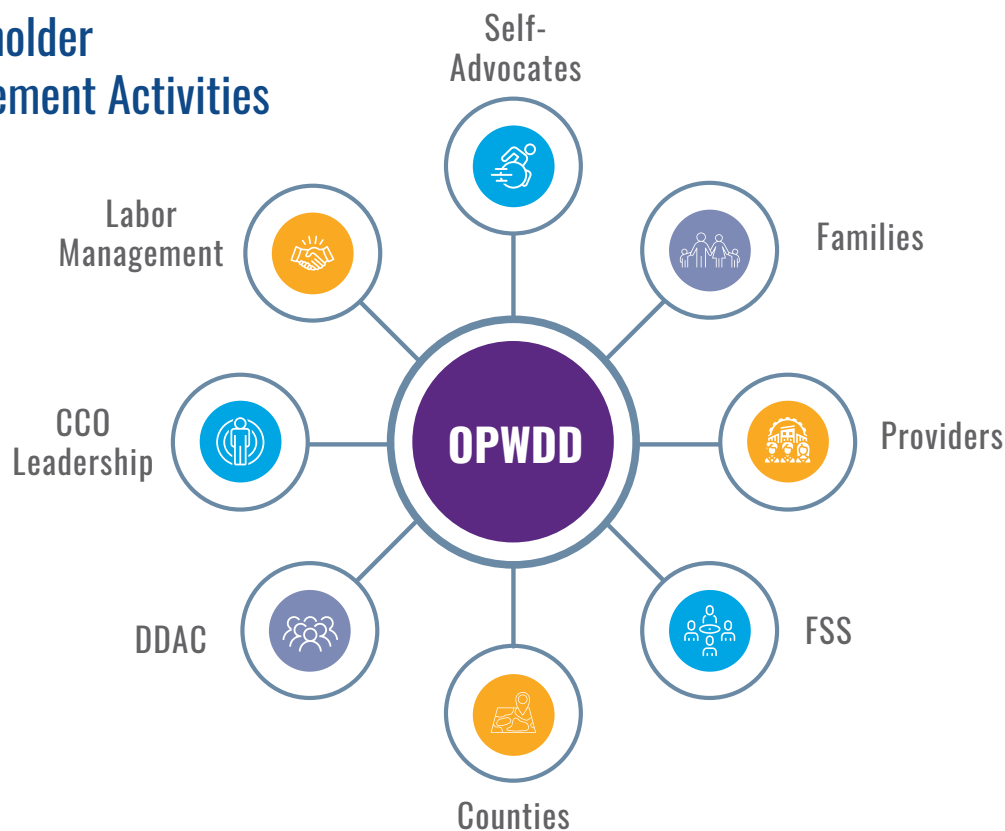 holder
ement Activities
Self-
Advocates
Labor
Management
Families
CCO
Leadership
OPWDD
Providers
DDAC
FSS
Counties